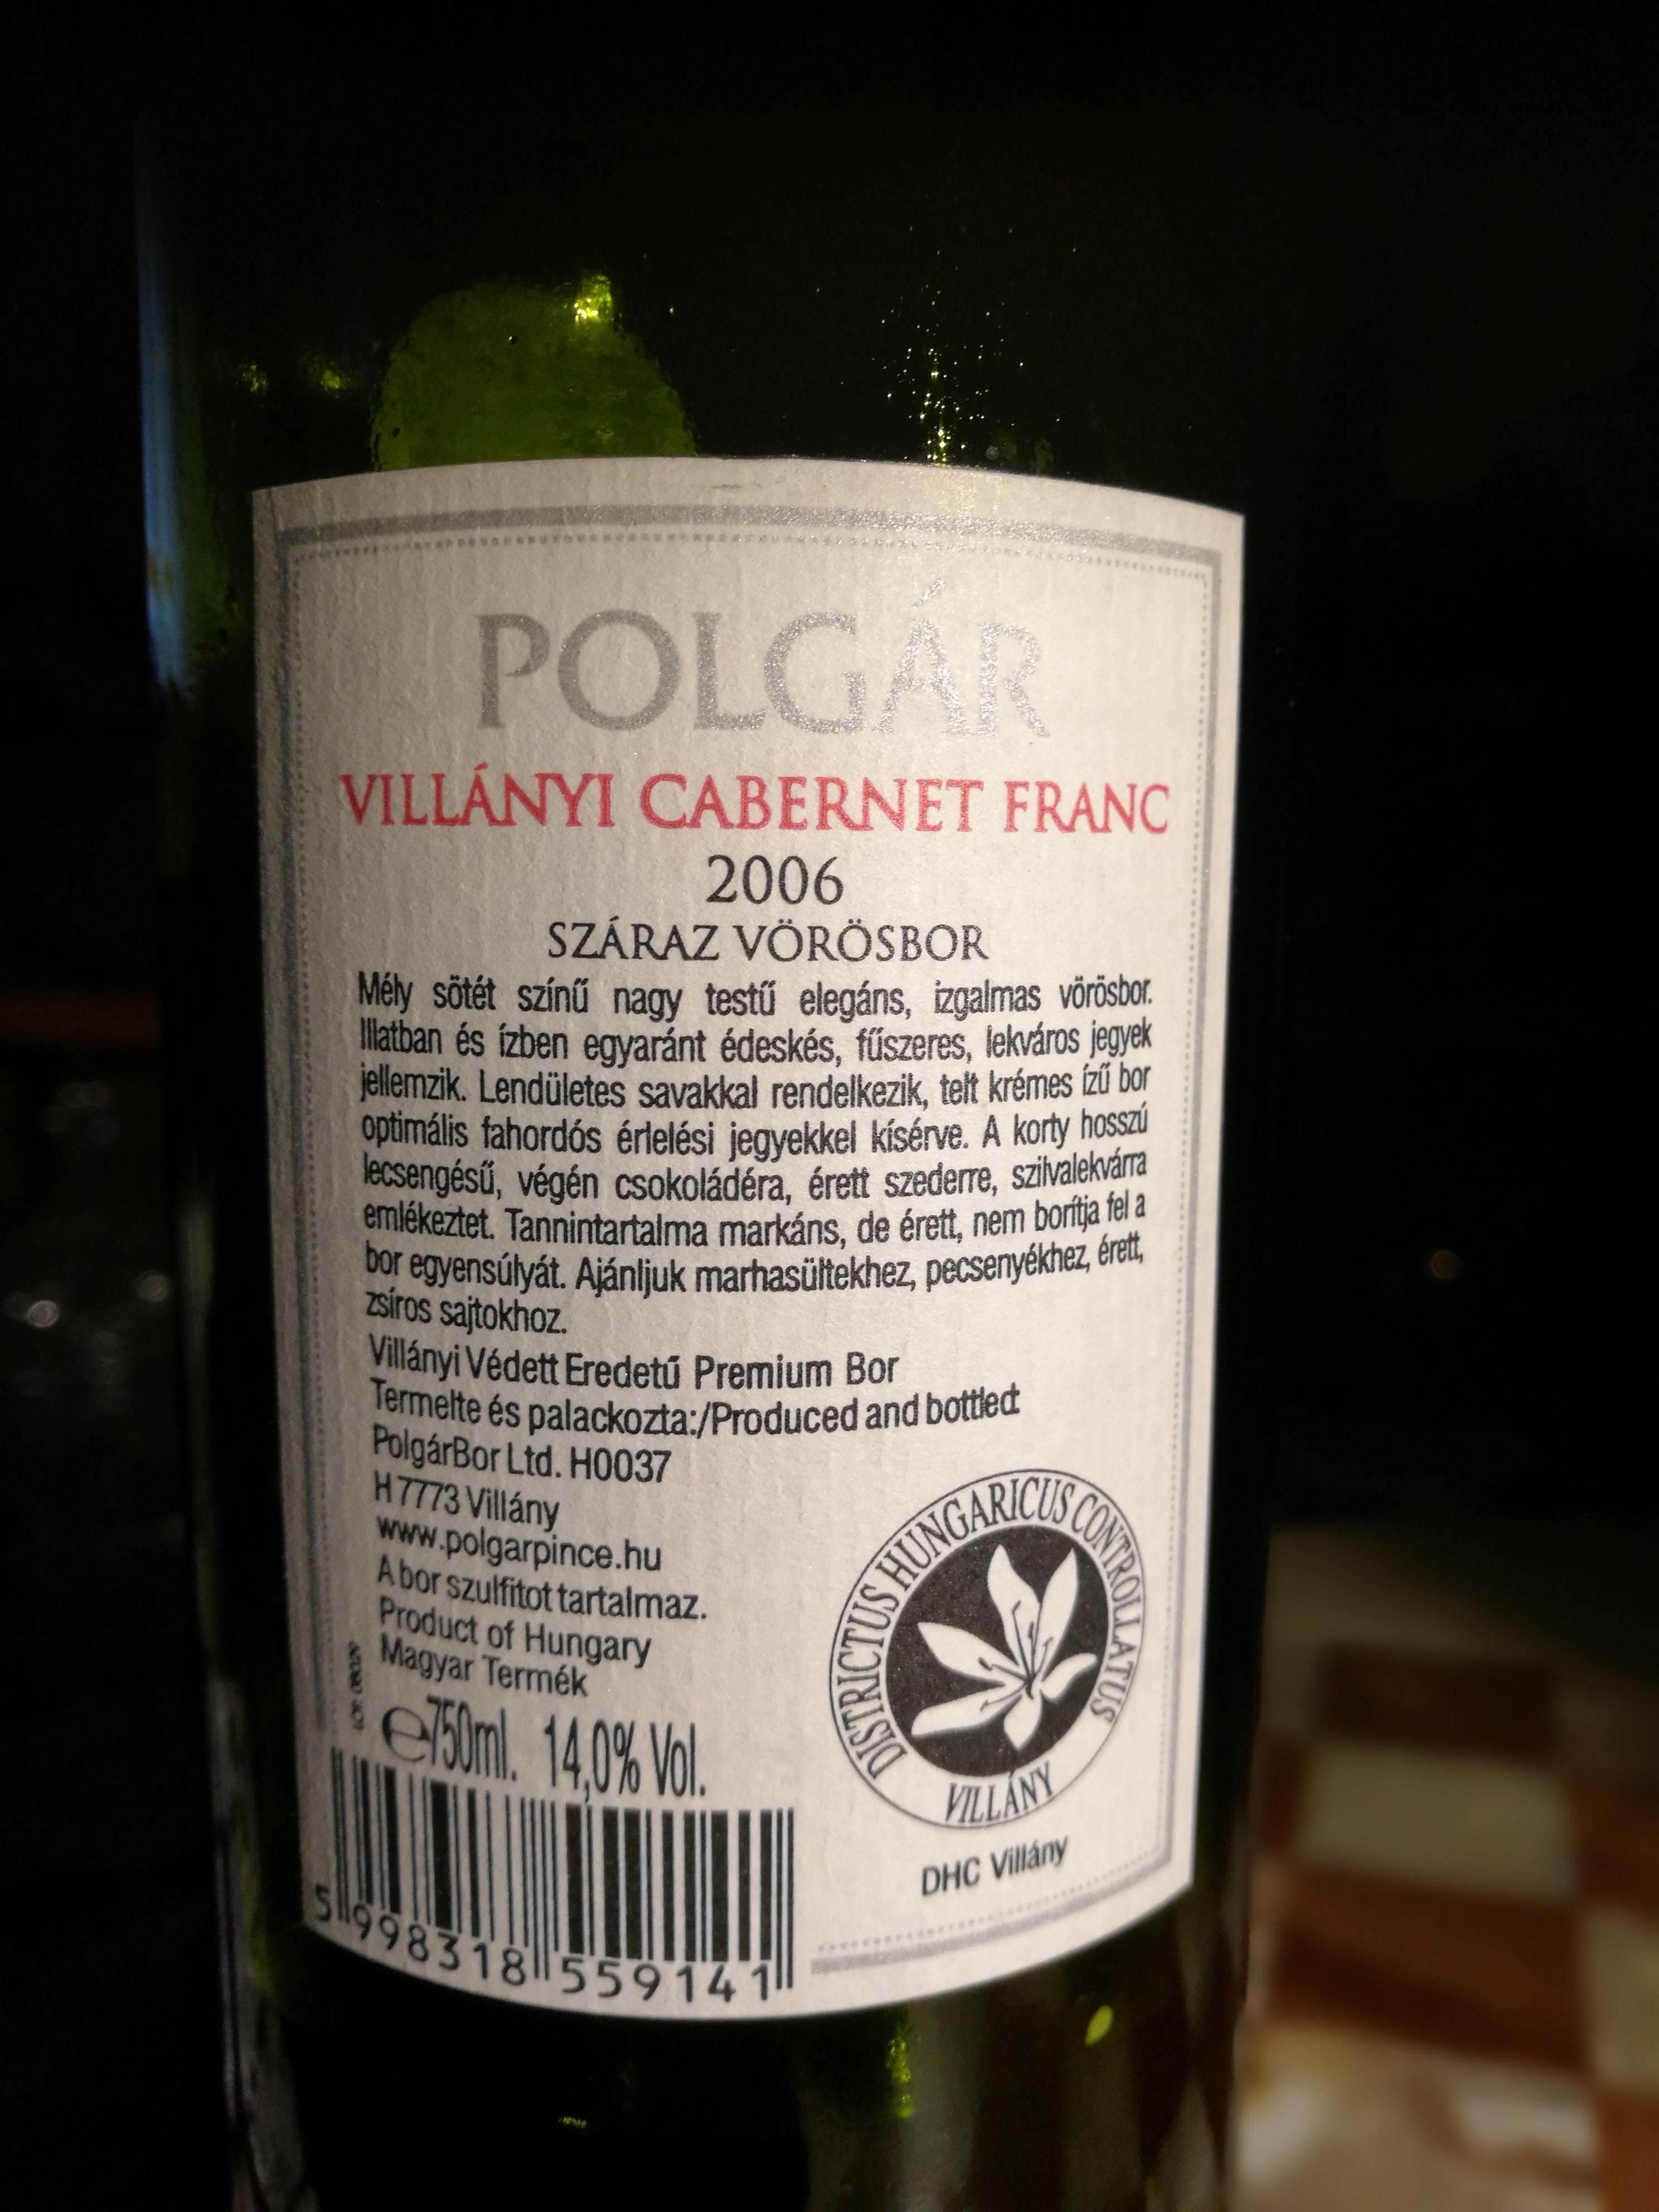 POLGÁR
VILLÁNYI CABERNET FRANC
2006
SZÁRAZ VÖRÖSBOR
Mély sötét színű nagy testű elegáns, izgalmas vörösbor.
Illatban és ízben egyaránt édeskés, fűszeres, lekváros jegyek
jellemzik. Lendületes savakkal rendelkezik, telt krémes ízű bor
optimális fahordós érlelési jegyekkel kísérve. A korty hosszú
lecsengésű, végén csokoládéra, érett szederre, szilvalekvárra
emlékeztet. Tannintartalma markáns, de érett, nem borítja fel a
bor egyensúlyát. Ajánljuk marhasültekhez, pecsenyékhez, érett,
zsíros sajtokhoz.
Villányi Védett Eredetű Premium Bor
Termelte és palackozta:/Produced and bottled:
PolgárBor Ltd. H0037
H 7773 Villány
www.polgarpince.hu
A bor szulfitot tartalmaz.
Product of Hungary
Magyar Termék
℮750ml. 14,0% Vol.
5 998318 559141
DISTRICTUS HUNGARICUS CONTROLLATUS
VILLÁNY
DHC Villány